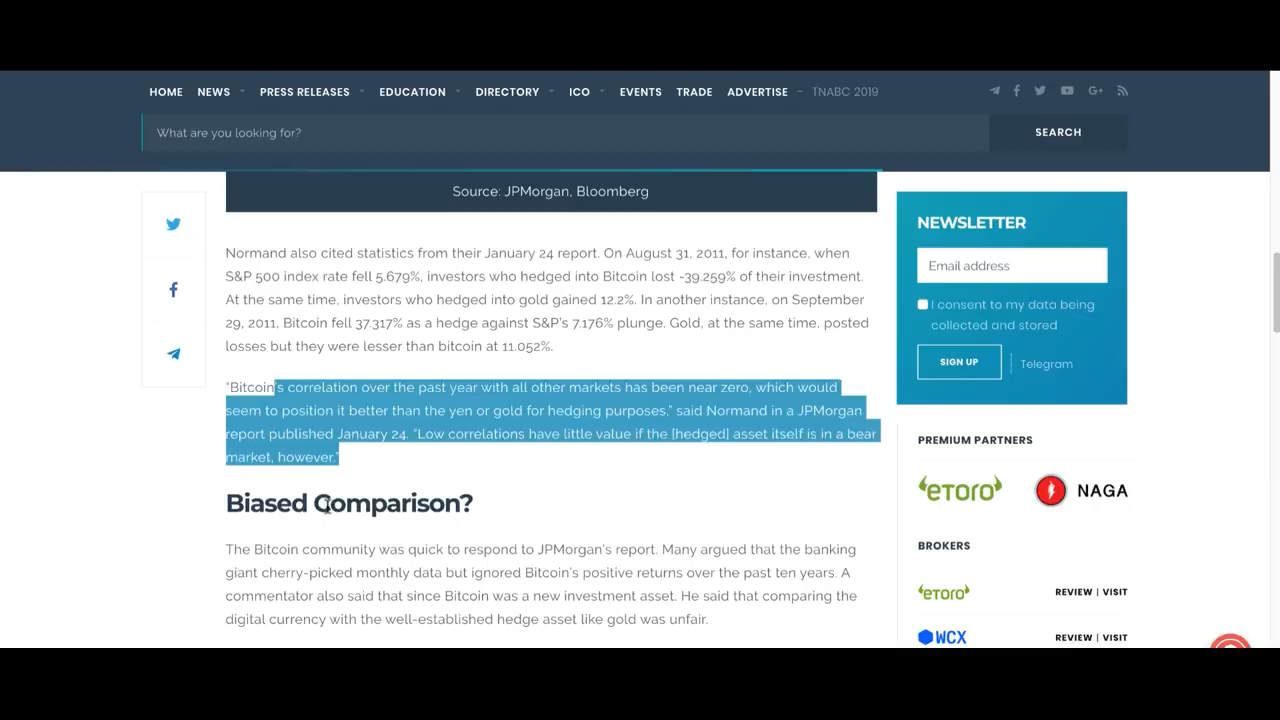 HOME NEWS PRESS RELEASES EDUCATION DIRECTORY ICO EVENTS TRADE ADVERTISE – TNABC 2019
What are you looking for?
SEARCH
Source: JPMorgan, Bloomberg
Normand also cited statistics from their January 24 report. On August 31, 2011, for instance, when
S&P 500 index rate fell 5.679%, investors who hedged into Bitcoin lost -39.259% of their investment.
At the same time, investors who hedged into gold gained 12.2%. In another instance, on September
29, 2011, Bitcoin fell 37.317% as a hedge against S&P's 7.176% plunge. Gold, at the same time, posted
losses but they were lesser than bitcoin at 11.052%.
“Bitcoin's correlation over the past year with all other markets has been near zero, which would
seem to position it better than the yen or gold for hedging purposes,” said Normand in a JPMorgan
report published January 24. “Low correlations have little value if the [hedged] asset itself is in a bear
market, however.”
Biased Comparison?
The Bitcoin community was quick to respond to JPMorgan's report. Many argued that the banking
giant cherry-picked monthly data but ignored Bitcoin's positive returns over the past ten years. A
commentator also said that since Bitcoin was a new investment asset. He said that comparing the
digital currency with the well-established hedge asset like gold was unfair.
NEWSLETTER
Email address
I consent to my data being
collected and stored
SIGN UP
Telegram
PREMIUM PARTNERS
eToro
NAGA
BROKERS
eToro
REVIEW | VISIT
WCX
REVIEW | VISIT